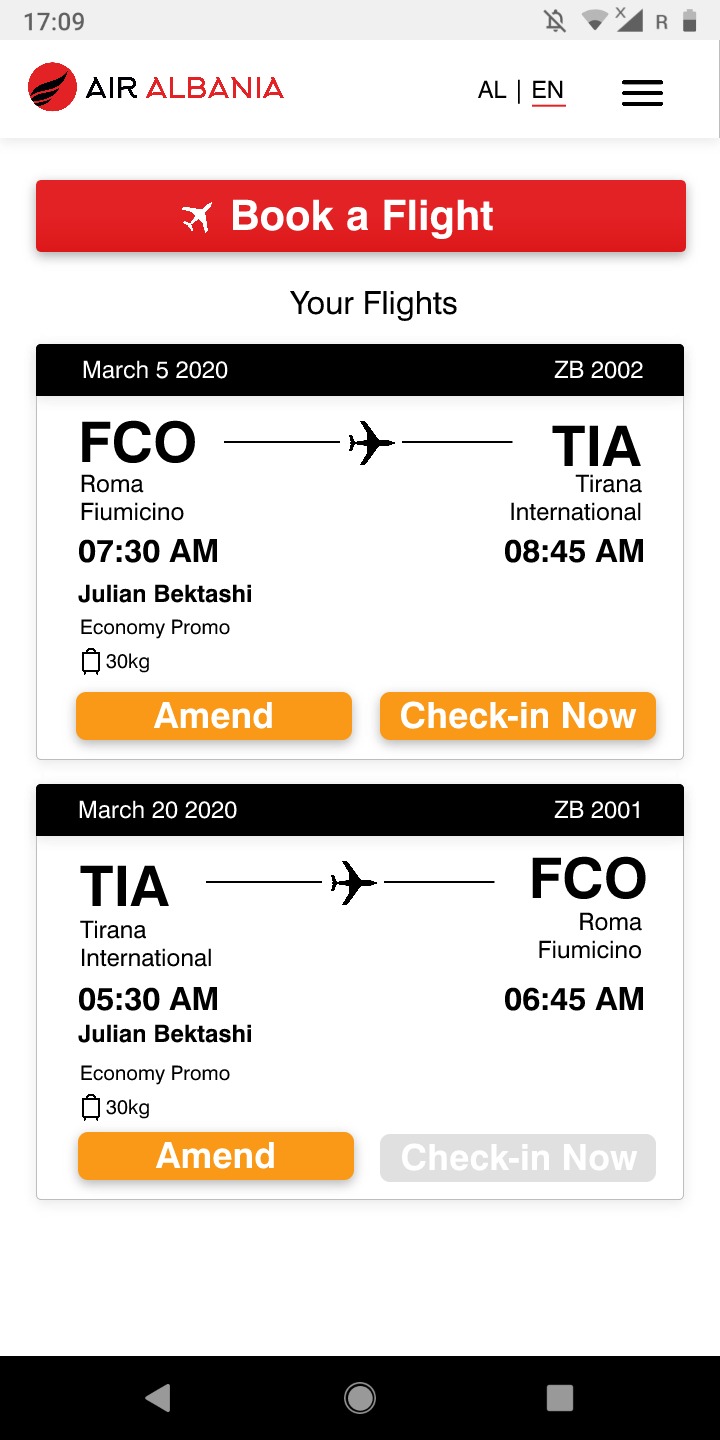 17:09
R
AIR ALBANIA
AL | EN
Book a Flight
Your Flights
March 5 2020 ZB 2002
FCO TIA
Roma Tirana
Fiumicino International
07:30 AM 08:45 AM
Julian Bektashi
Economy Promo
30kg
Amend Check-in Now
March 20 2020 ZB 2001
TIA FCO
Tirana Roma
International Fiumicino
05:30 AM 06:45 AM
Julian Bektashi
Economy Promo
30kg
Amend Check-in Now